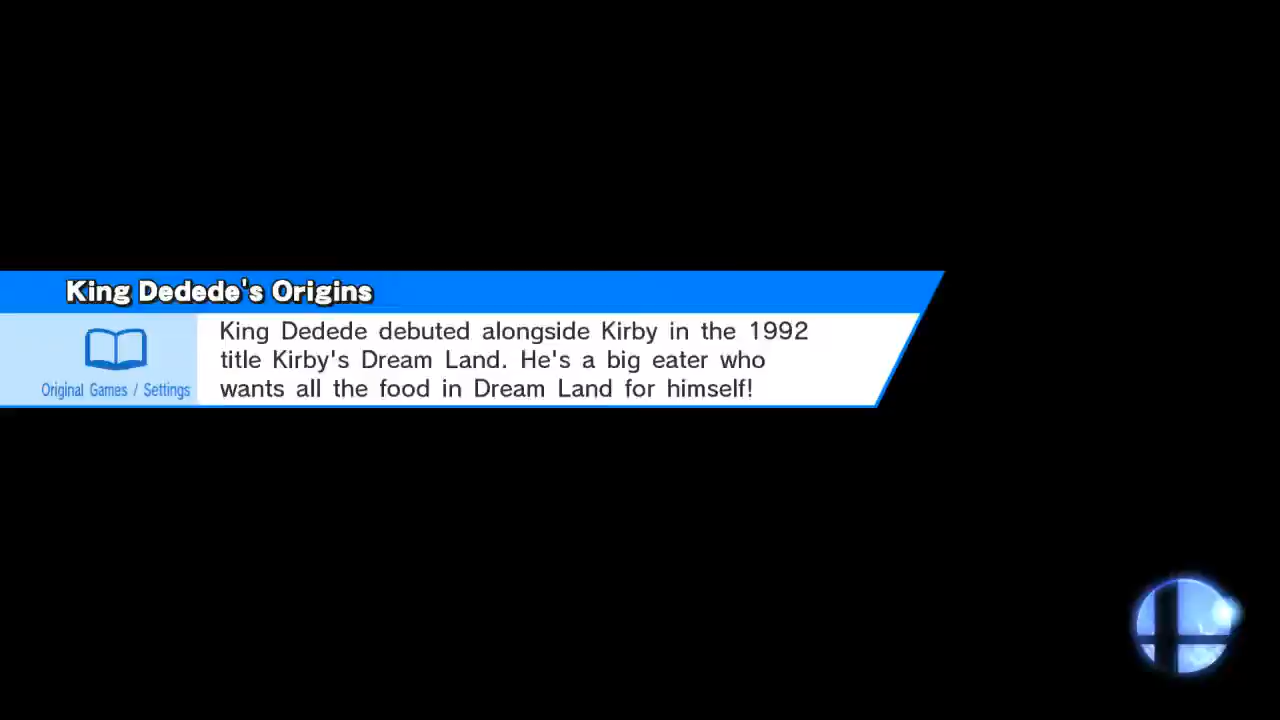 King Dedede's Origins
Original Games / Settings
King Dedede debuted alongside Kirby in the 1992
title Kirby's Dream Land. He's a big eater who
wants all the food in Dream Land for himself!